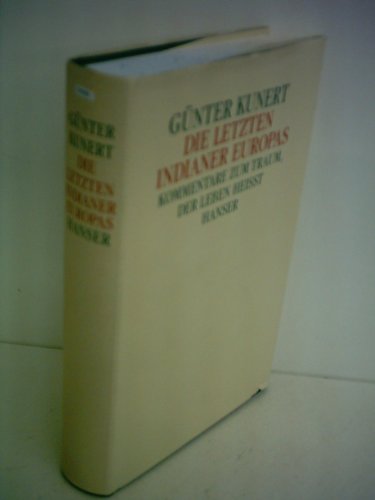 GÜNTER KUNERT
DIE LETZTEN
INDIANER EUROPAS
KOMMENTARE ZUM TRAUM,
DER LEBEN HEISST
HANSER
GÜNTER
KUNERT
DIE
LETZTEN
INDIANER
EUROPAS
HANSER